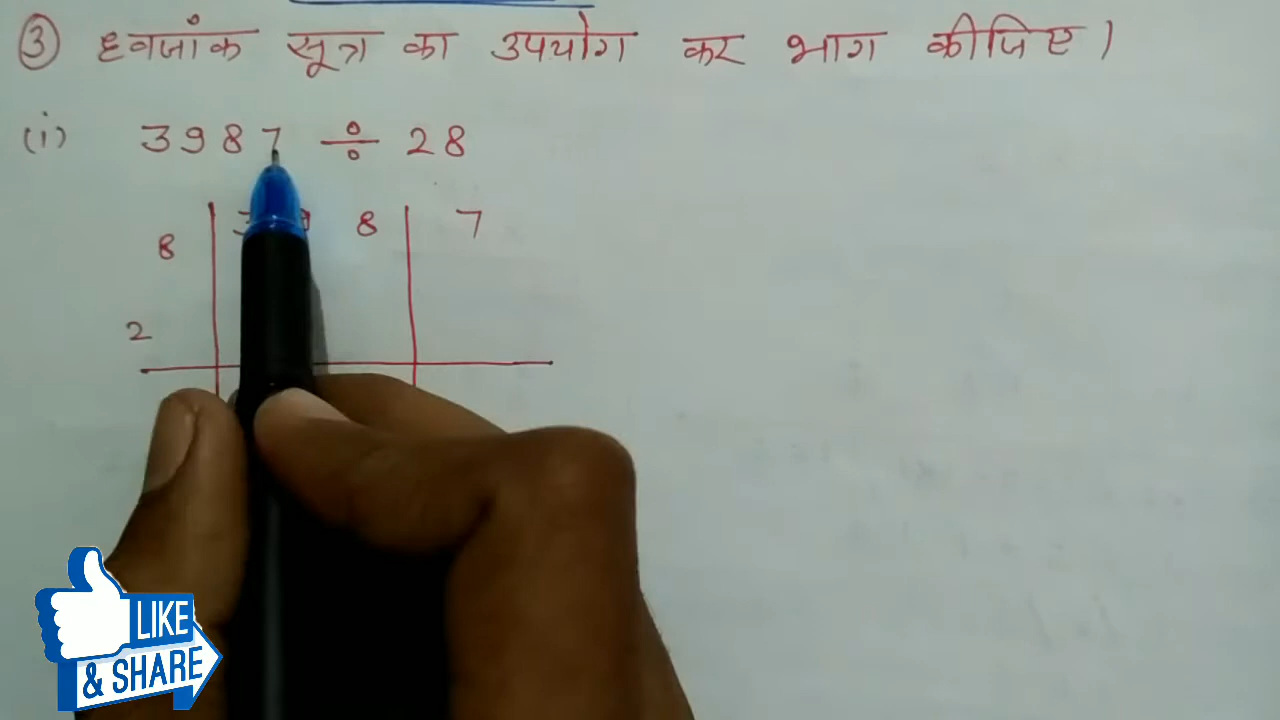 ③ ध्वजांक सूत्र का उपयोग कर भाग कीजिए।
(i) 3987 ÷ 28
8 8 7
2
LIKE
& SHARE